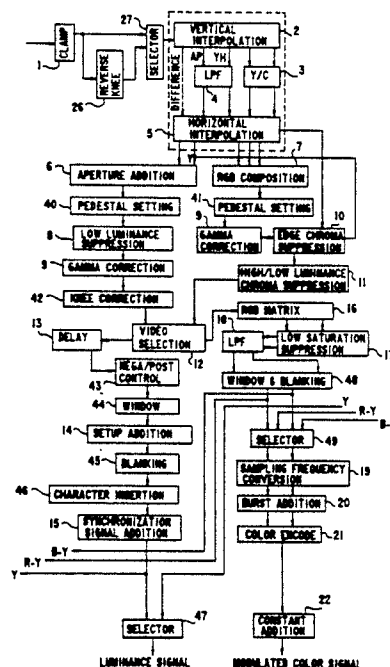 27
CLAMP
1
REVERSE
KNEE
26
SELECTOR
VERTICAL
INTERPOLATION
2
DIFFERENCE
AP
YH
LPF
4
Y/C
3
HORIZONTAL
INTERPOLATION
5
Y
6
APERTURE ADDITION
RGB COMPOSITION
7
40
PEDESTAL SETTING
41
PEDESTAL SETTING
8
LOW LUMINANCE
SUPPRESSION
9
GAMMA
CORRECTION
10
EDGE CHROMA
SUPPRESSION
9
GAMMA CORRECTION
HIGH/LOW LUMINANCE
CHROMA SUPPRESSION
11
42
KNEE CORRECTION
13
DELAY
VIDEO
SELECTION
12
RGB MATRIX
16
18
LPF
LOW SATURATION
SUPPRESSION
17
NEGA/POST
CONTROL
43
WINDOW & BLANKING
48
44
WINDOW
Y
R-Y
B-Y
14
SETUP ADDITION
SELECTOR
49
45
BLANKING
SAMPLING FREQUENCY
CONVERSION
19
46
CHARACTER INSERTION
BURST ADDITION
20
15
SYNCHRONIZATION
SIGNAL ADDITION
COLOR ENCODE
21
B-Y
R-Y
Y
22
47
SELECTOR
CONSTANT
ADDITION
LUMINANCE SIGNAL
MODULATED COLOR SIGNAL